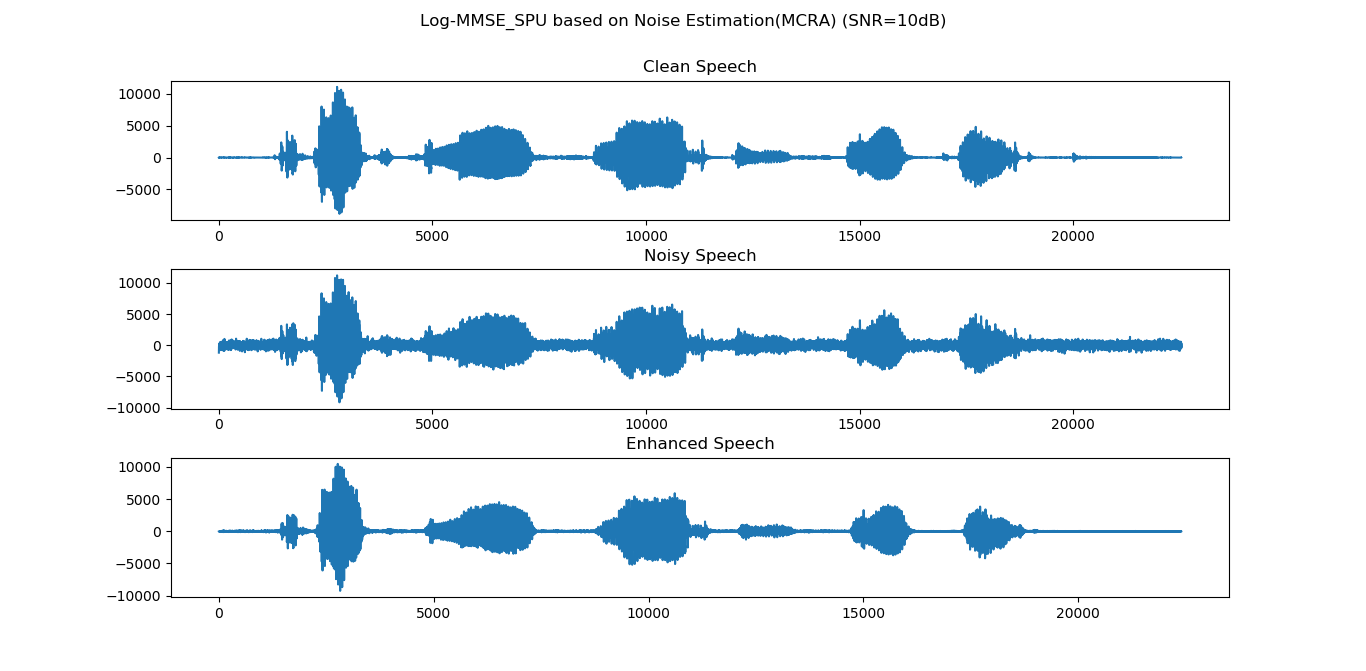 Log-MMSE_SPU based on Noise Estimation(MCRA) (SNR=10dB)
Clean Speech
10000
5000
0
−5000
0 5000 10000 15000 20000
Noisy Speech
10000
5000
0
−5000
−10000
0 5000 10000 15000 20000
Enhanced Speech
10000
5000
0
−5000
−10000
0 5000 10000 15000 20000